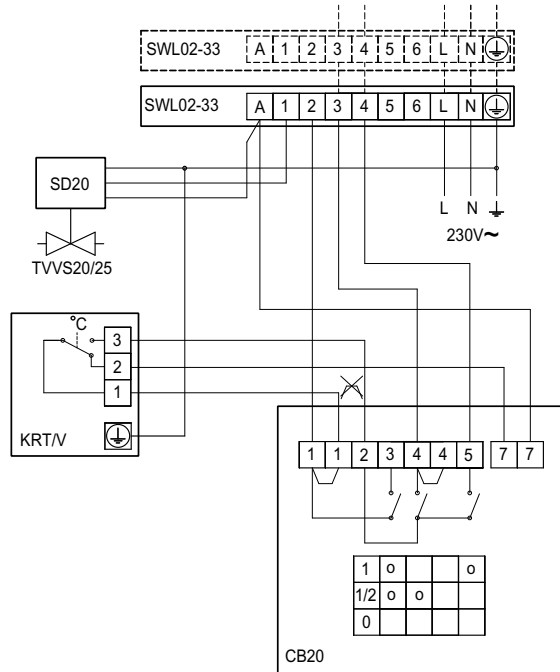 SWL02-33 A 1 2 3 4 5 6 L N
SWL02-33 A 1 2 3 4 5 6 L N
SD20
L N
230V~
TVVS20/25
°C
3
2
1
KRT/V
1 1 2 3 4 4 5 7 7
1 o o
1/2 o o
0
CB20